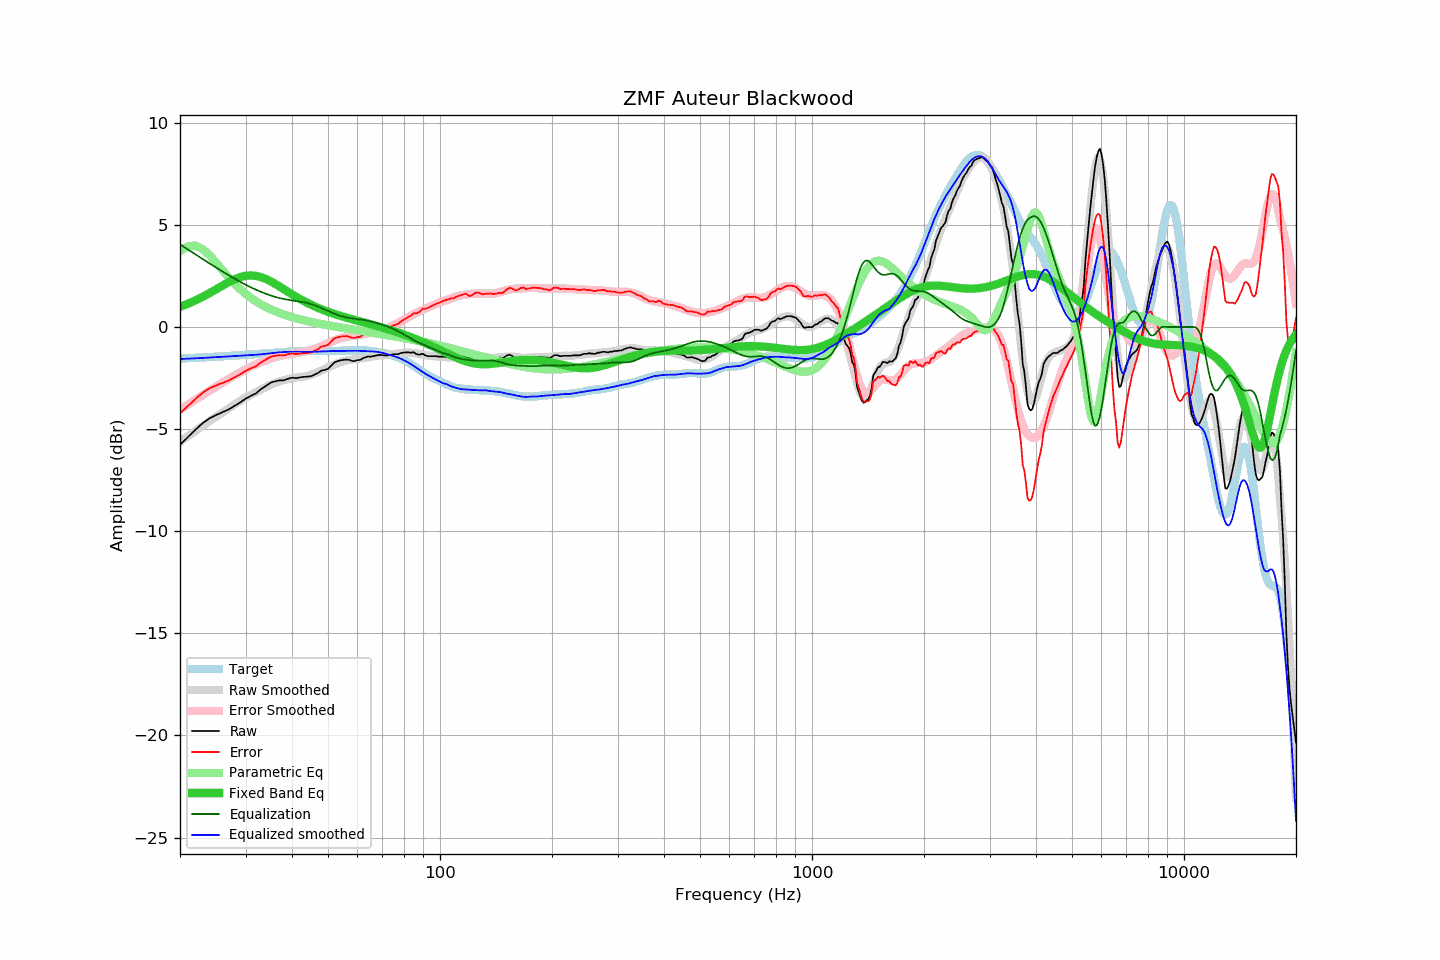 ZMF Auteur Blackwood
10
5
0
−5
−10
−15
−20
−25
Amplitude (dBr)
Target
Raw Smoothed
Error Smoothed
Raw
Error
Parametric Eq
Fixed Band Eq
Equalization
Equalized smoothed
100
1000
10000
Frequency (Hz)